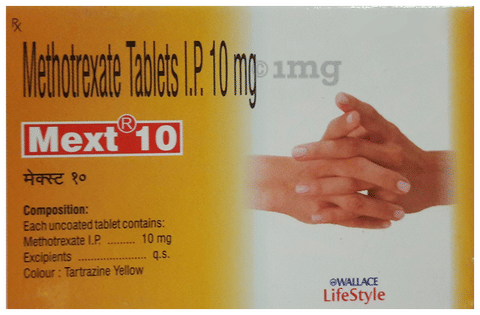 Rx
Methotrexate Tablets I.P. 10 mg
1mg
Mext® 10
मेक्स्ट १०
Composition:
Each uncoated tablet contains:
Methotrexate I.P. ......... 10 mg
Excipients ....................... q.s.
Colour : Tartrazine Yellow
WALLACE
LifeStyle